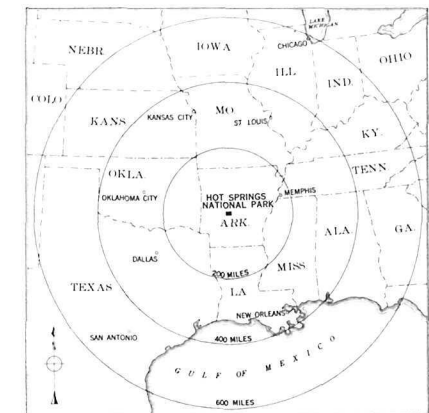 LAKE
MICHIGAN
CHICAGO
NEBR.
IOWA
ILL
IND.
OHIO
COLO.
KANS.
KANSAS CITY
MO.
ST LOUIS
KY.
OKLA.
TENN.
OKLAHOMA CITY
HOT SPRINGS
NATIONAL PARK
MEMPHIS
ARK.
ALA.
GA.
DALLAS
MISS.
200 MILES
TEXAS
LA.
NEW ORLEANS
SAN ANTONIO
400 MILES
GULF OF MEXICO
600 MILES